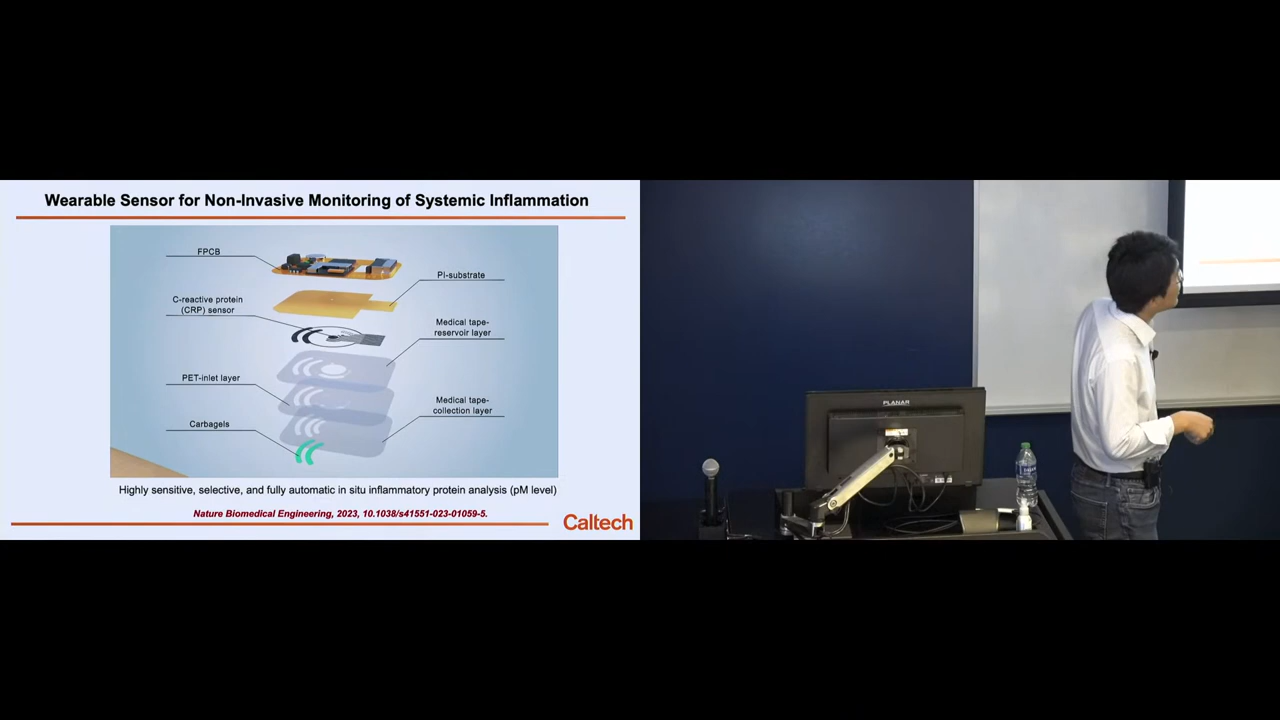 Wearable Sensor for Non-Invasive Monitoring of Systemic Inflammation
FPCB
PI-substrate
C-reactive protein
(CRP) sensor
Medical tape-
reservoir layer
PET-inlet layer
Medical tape-
collection layer
Carbagels
Highly sensitive, selective, and fully automatic in situ inflammatory protein analysis (pM level)
Nature Biomedical Engineering, 2023, 10.1038/s41551-023-01059-5.
Caltech
PLANAR